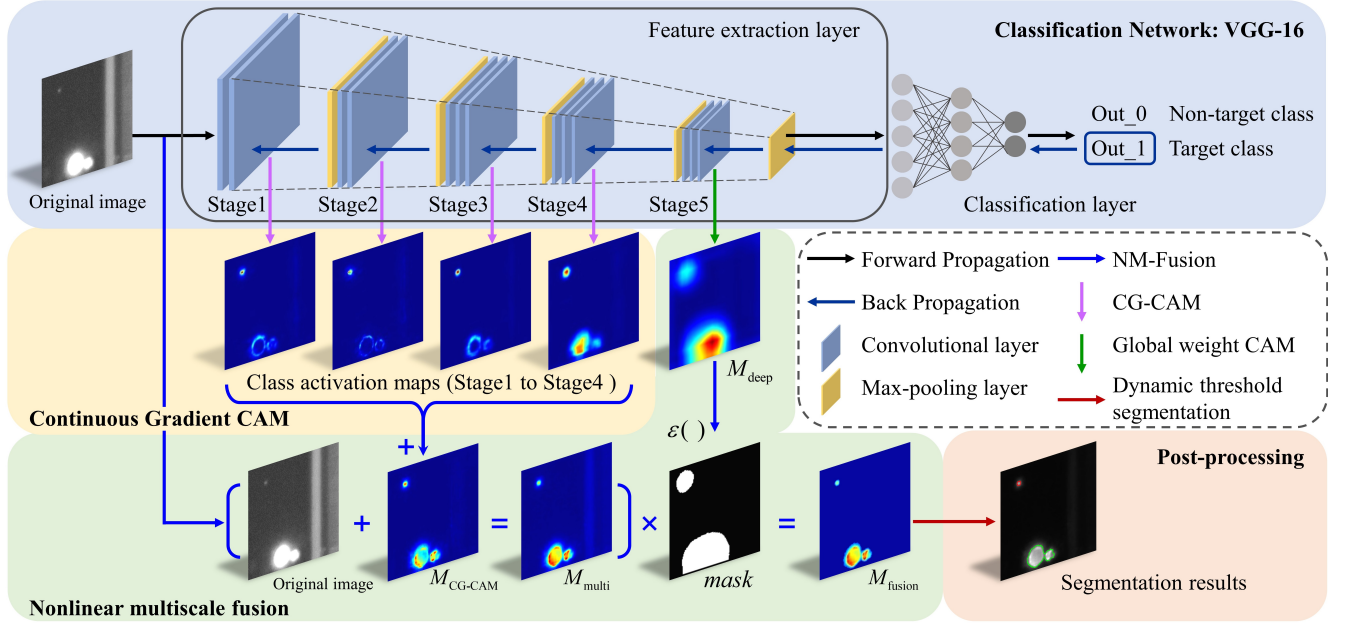 Feature extraction layer
Classification Network: VGG-16
Original image
Stage1
Stage2
Stage3
Stage4
Stage5
Out_0 Non-target class
Out_1 Target class
Classification layer
Forward Propagation
Back Propagation
Convolutional layer
Max-pooling layer
NM-Fusion
CG-CAM
Global weight CAM
Dynamic threshold
segmentation
Class activation maps (Stage1 to Stage4 )
Continuous Gradient CAM
M_deep
ε( )
+
Original image
+
M_CG-CAM
=
M_multi
×
mask
=
M_fusion
Nonlinear multiscale fusion
Post-processing
Segmentation results